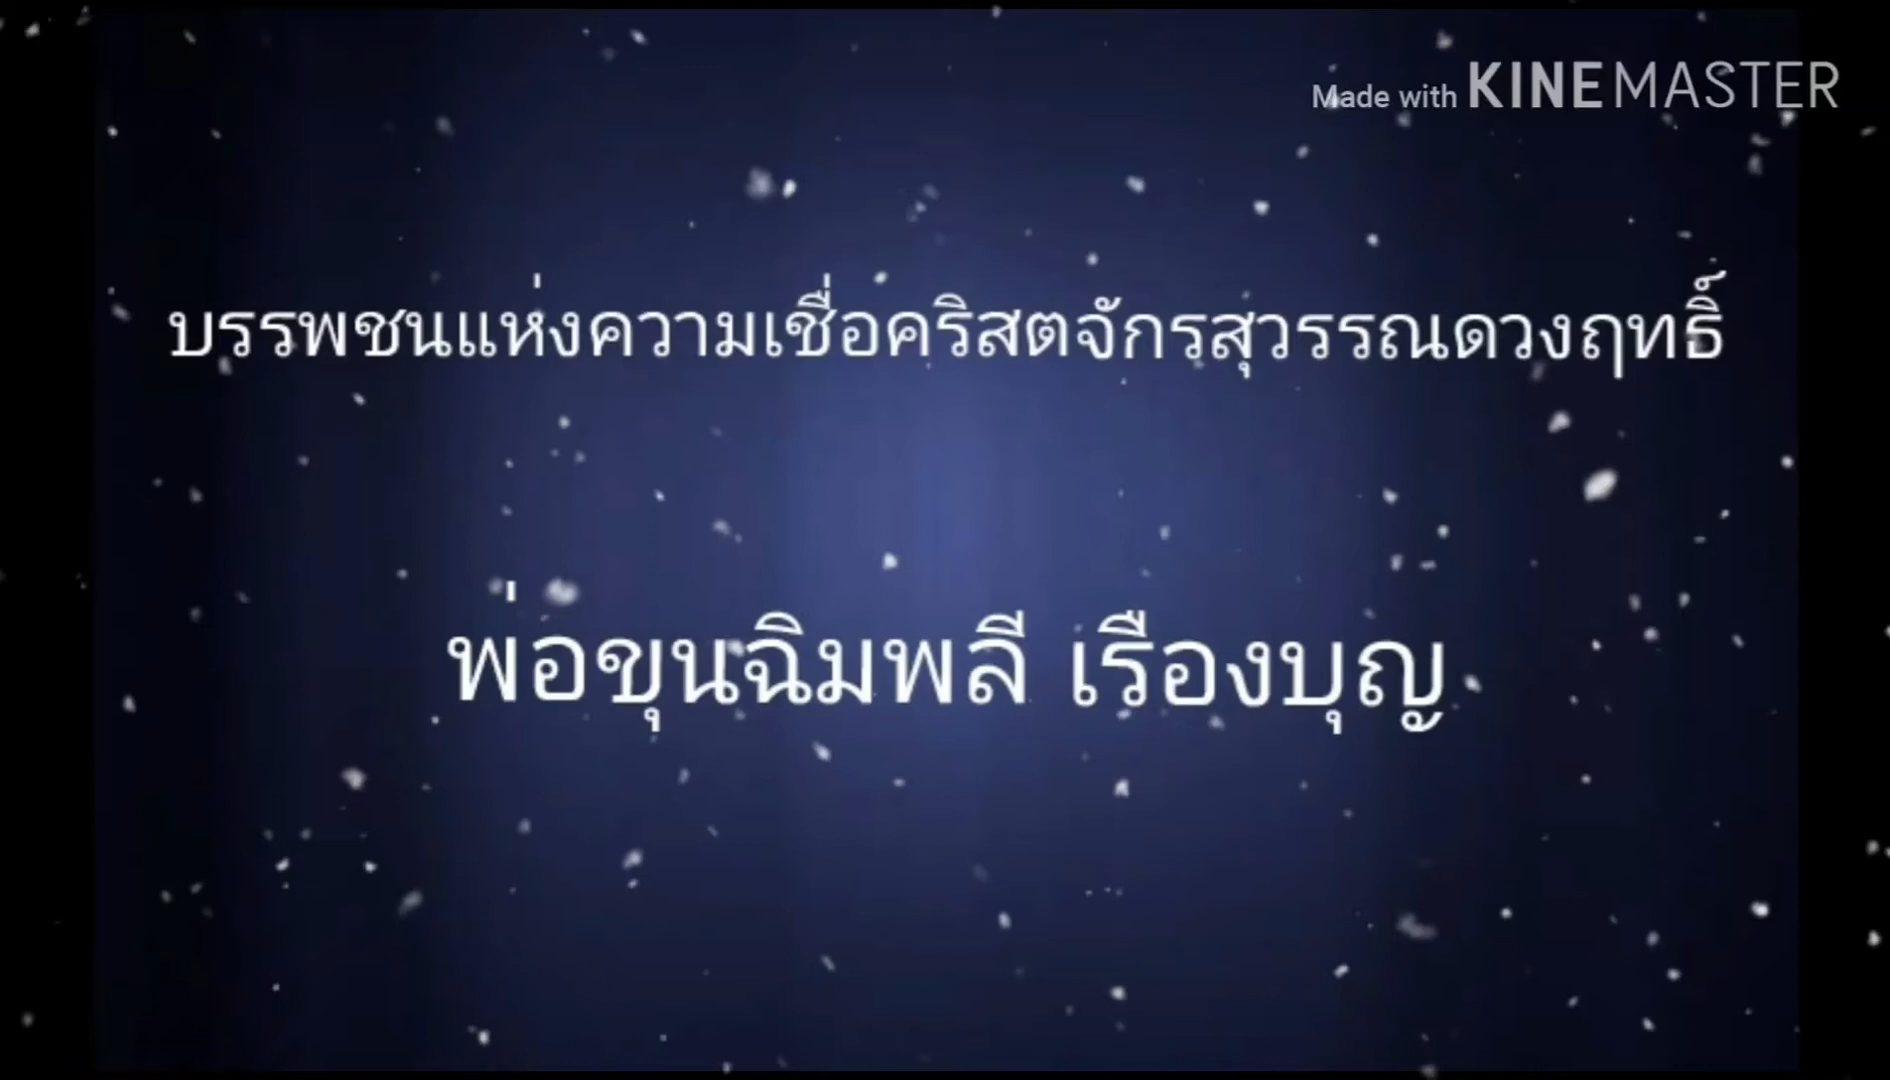 Made with KINEMASTER
บรรพชนแห่งความเชื่อคริสตจักรสุวรรณดวงฤทธิ์
พ่อขุนฉิมพลี เรืองบุญ